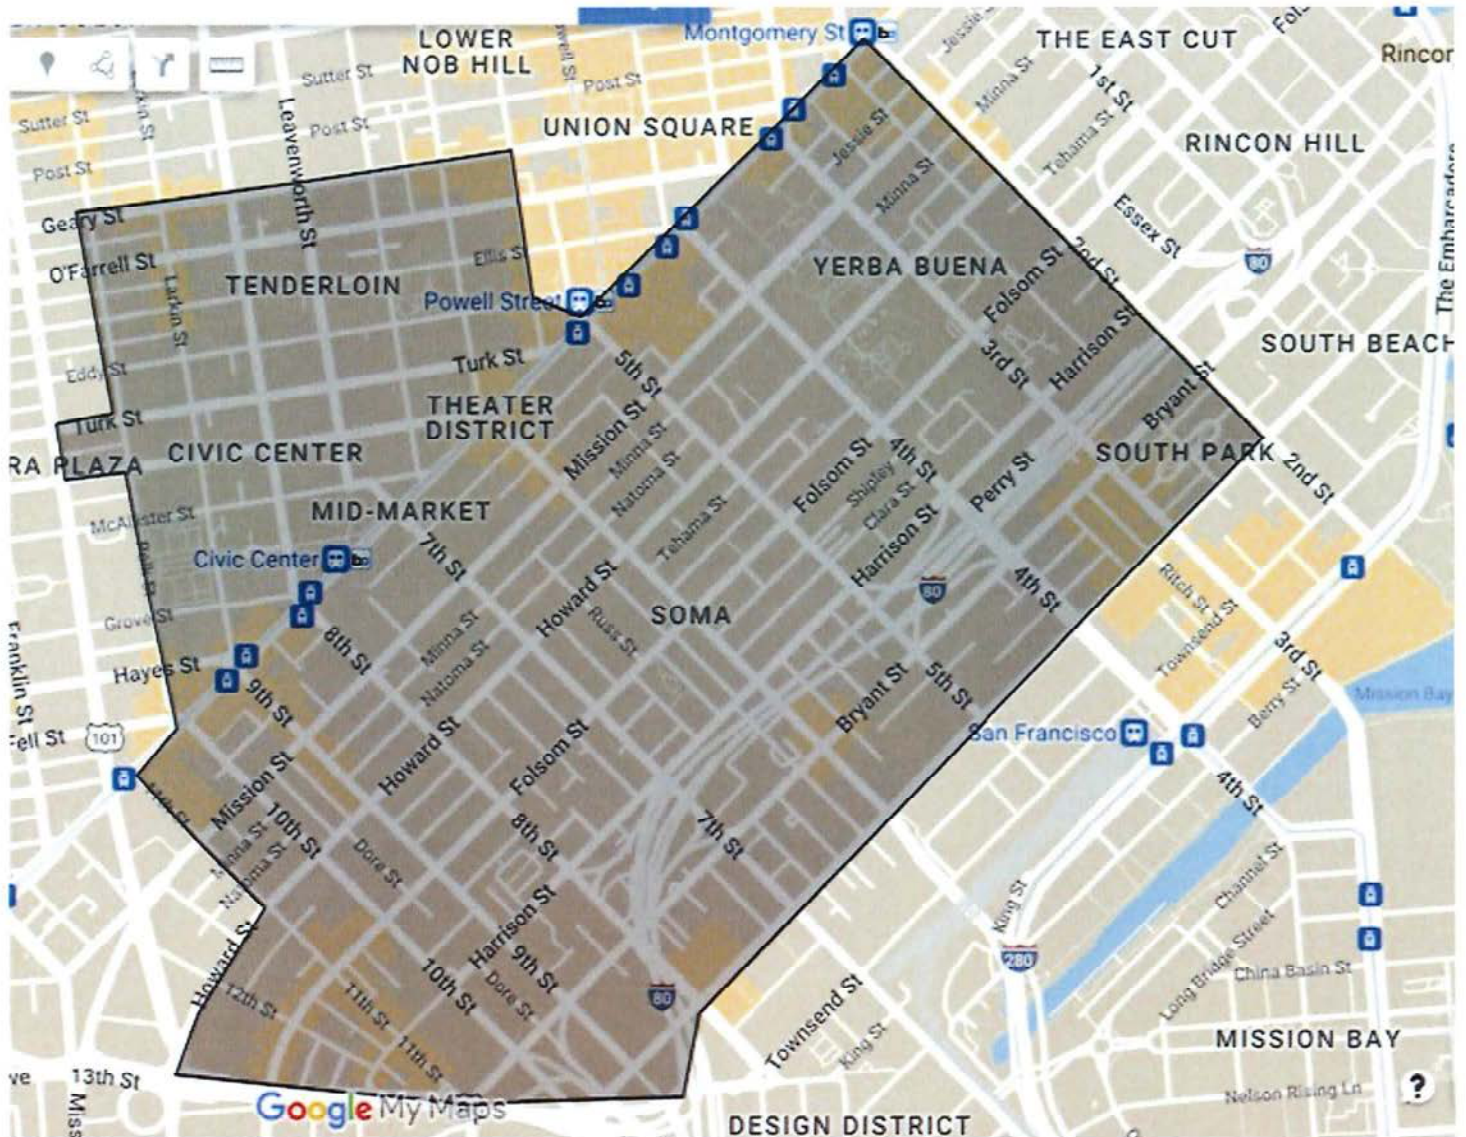 Montgomery St
LOWER
NOB HILL
THE EAST CUT
Rincor
Jessie S
Sutter St
Post St
Minna St
1st St
Sutter St
Post St
UNION SQUARE
Jessie St
Tehama St
RINCON HILL
Post St
Leavenworth St
Minna St
Essex St
The Embarcadero
Geary St
O'Farrell St
Ellis S
YERBA BUENA
Folsom St
2nd St
80
TENDERLOIN
Larkin St
Powell Street
Harrison St
SOUTH BEACH
Turk St
5th St
3rd St
Eddy St
Bryant St
THEATER
DISTRICT
Mission St
Minna St
Natoma St
Turk St
CIVIC CENTER
RA PLAZA
Folsom St
4th St
Shipley
Clara St
Perry St
SOUTH PARK
2nd St
MID-MARKET
McAllister St
Tehama St
Harrison St
Civic Center
7th St
Howard St
80
4th St
Grove St
Russ St
SOMA
Ritch St
Townsend St
Hayes St
8th St
Minna St
Natoma St
3rd St
Franklin St
9th St
Bryant St
5th St
Berry St
Mission Bay
Fell St
101
San Francisco
Howard St
Folsom St
Mission St
10th St
4th St
8th St
7th St
Natoma St
Dore St
Channel St
Howard St
Harrison St
9th St
King St
280
Long Bridge Street
China Basin St
12th St
11th St
10th St
Dore St
80
Townsend St
King St
11th St
MISSION BAY
ve
13th St
Miss
Google My Maps
Nelson Rising Ln
?
DESIGN DISTRICT